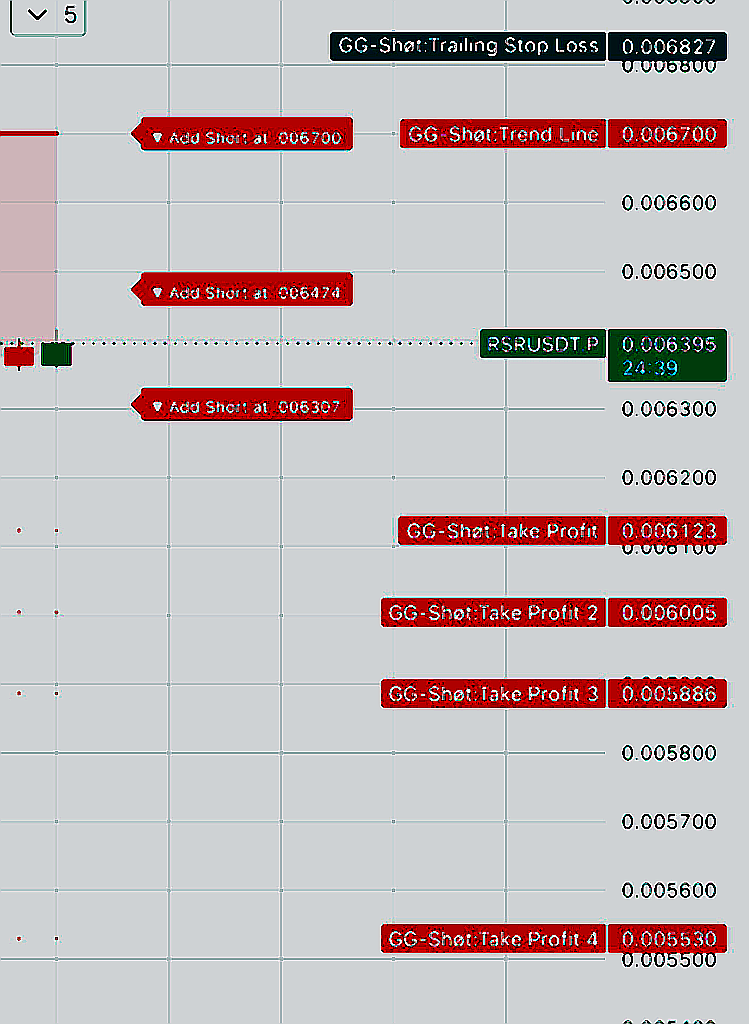 5
GG-Shøt:Trailing Stop Loss 0.006827
0.006800
▼ Add Short at .006700 GG-Shøt:Trend Line 0.006700
0.006600
0.006500
▼ Add Short at .006474
RSRUSDT.P 0.006395
24:39
▼ Add Short at .006307
0.006300
0.006200
GG-Shøt:Take Profit 0.006123
0.006100
GG-Shøt:Take Profit 2 0.006005
GG-Shøt:Take Profit 3 0.005886
0.005800
0.005700
0.005600
GG-Shøt:Take Profit 4 0.005530
0.005500